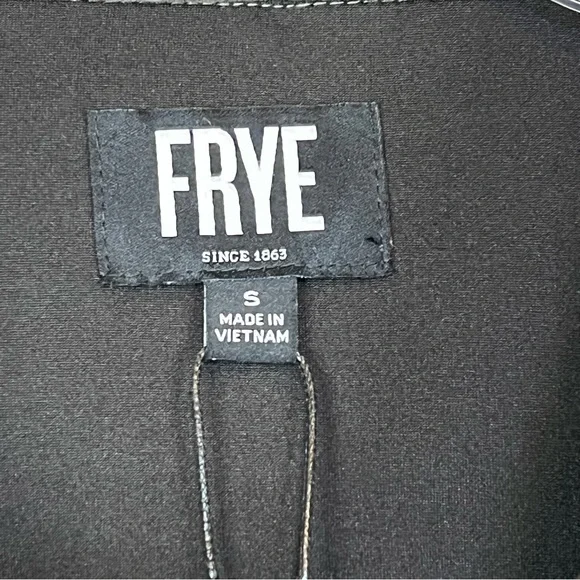 FRYE
SINCE 1863
S
MADE IN
VIETNAM